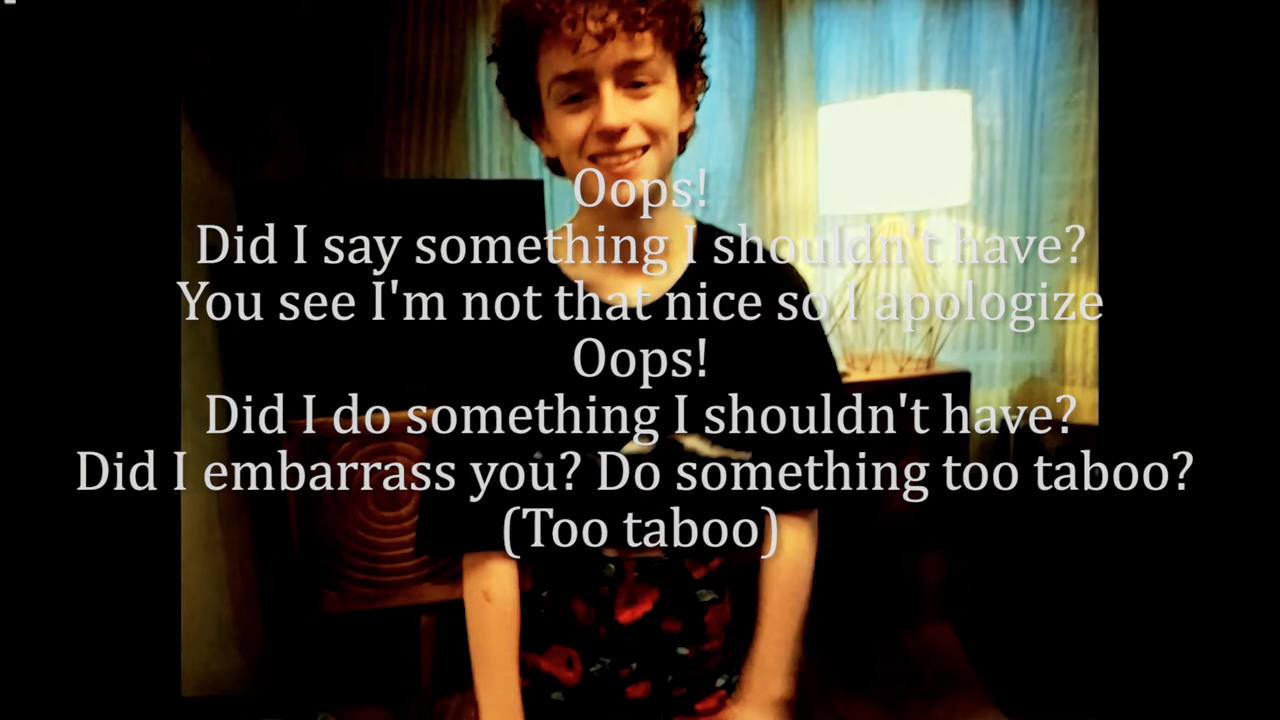 Oops!
Did I say something I shouldn't have?
You see I'm not that nice so I apologize
Oops!
Did I do something I shouldn't have?
Did I embarrass you? Do something too taboo?
(Too taboo)